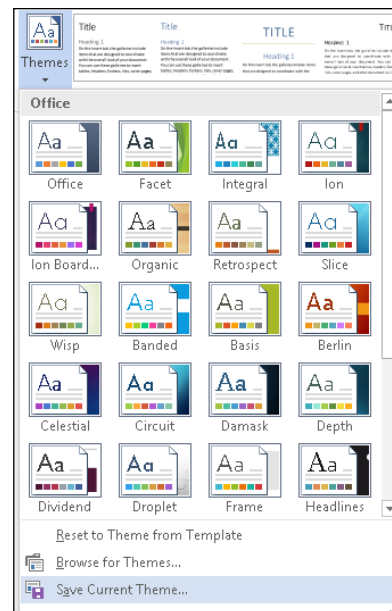 Aa
Themes
Title
Heading 1
Title
Heading 1
TITLE
Heading 1
Heading 1
Office
Aa Aa Aa Aa
Office Facet Integral Ion
Aa Aa Aa Aa
Ion Board... Organic Retrospect Slice
Aa Aa Aa Aa
Wisp Banded Basis Berlin
Aa Aa Aa Aa
Celestial Circuit Damask Depth
Aa Aa Aa Aa
Dividend Droplet Frame Headlines
Reset to Theme from Template
Browse for Themes...
Save Current Theme...